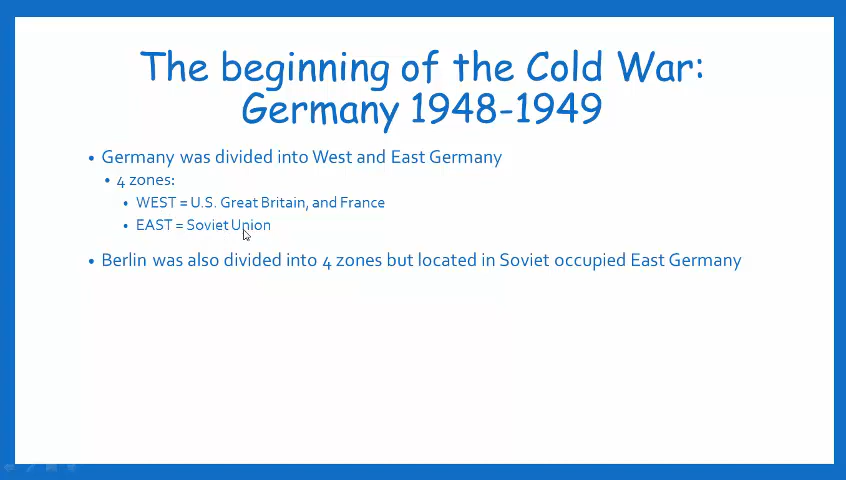 The beginning of the Cold War:
Germany 1948-1949
• Germany was divided into West and East Germany
• 4 zones:
• WEST = U.S. Great Britain, and France
• EAST = Soviet Union
• Berlin was also divided into 4 zones but located in Soviet occupied East Germany